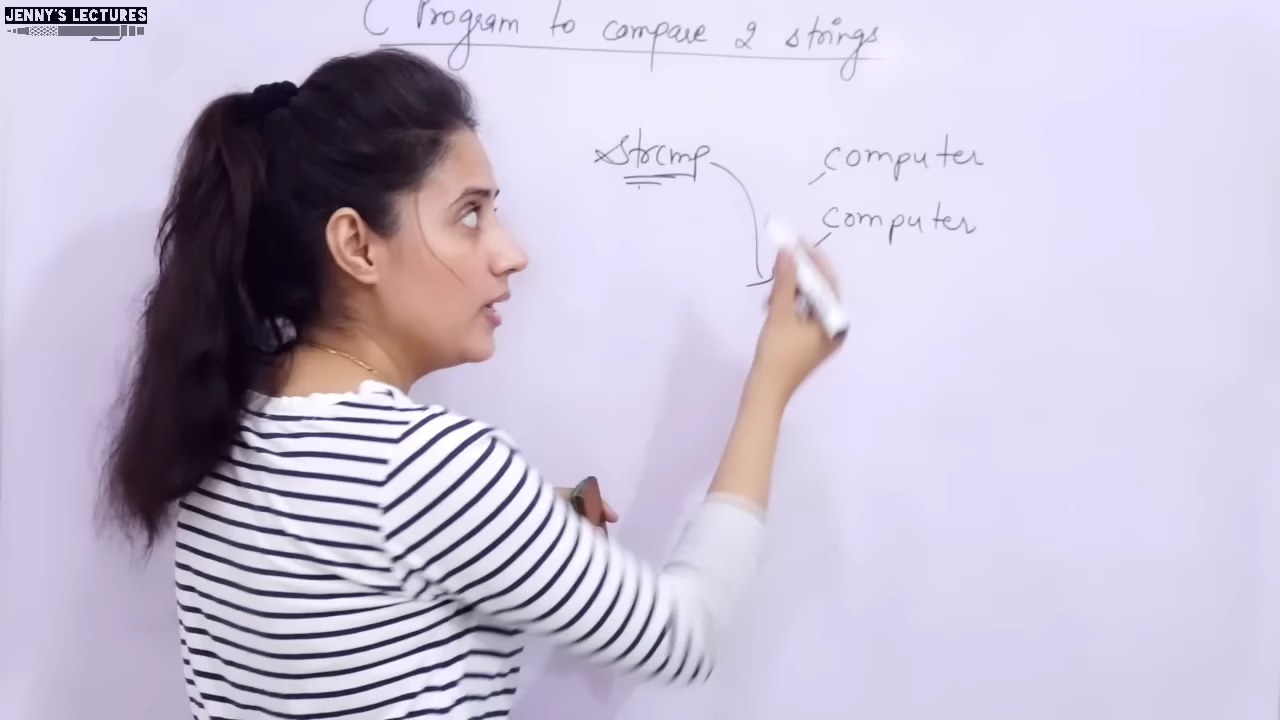 JENNY'S LECTURES
C Program to compare 2 strings
strcmp
computer
computer